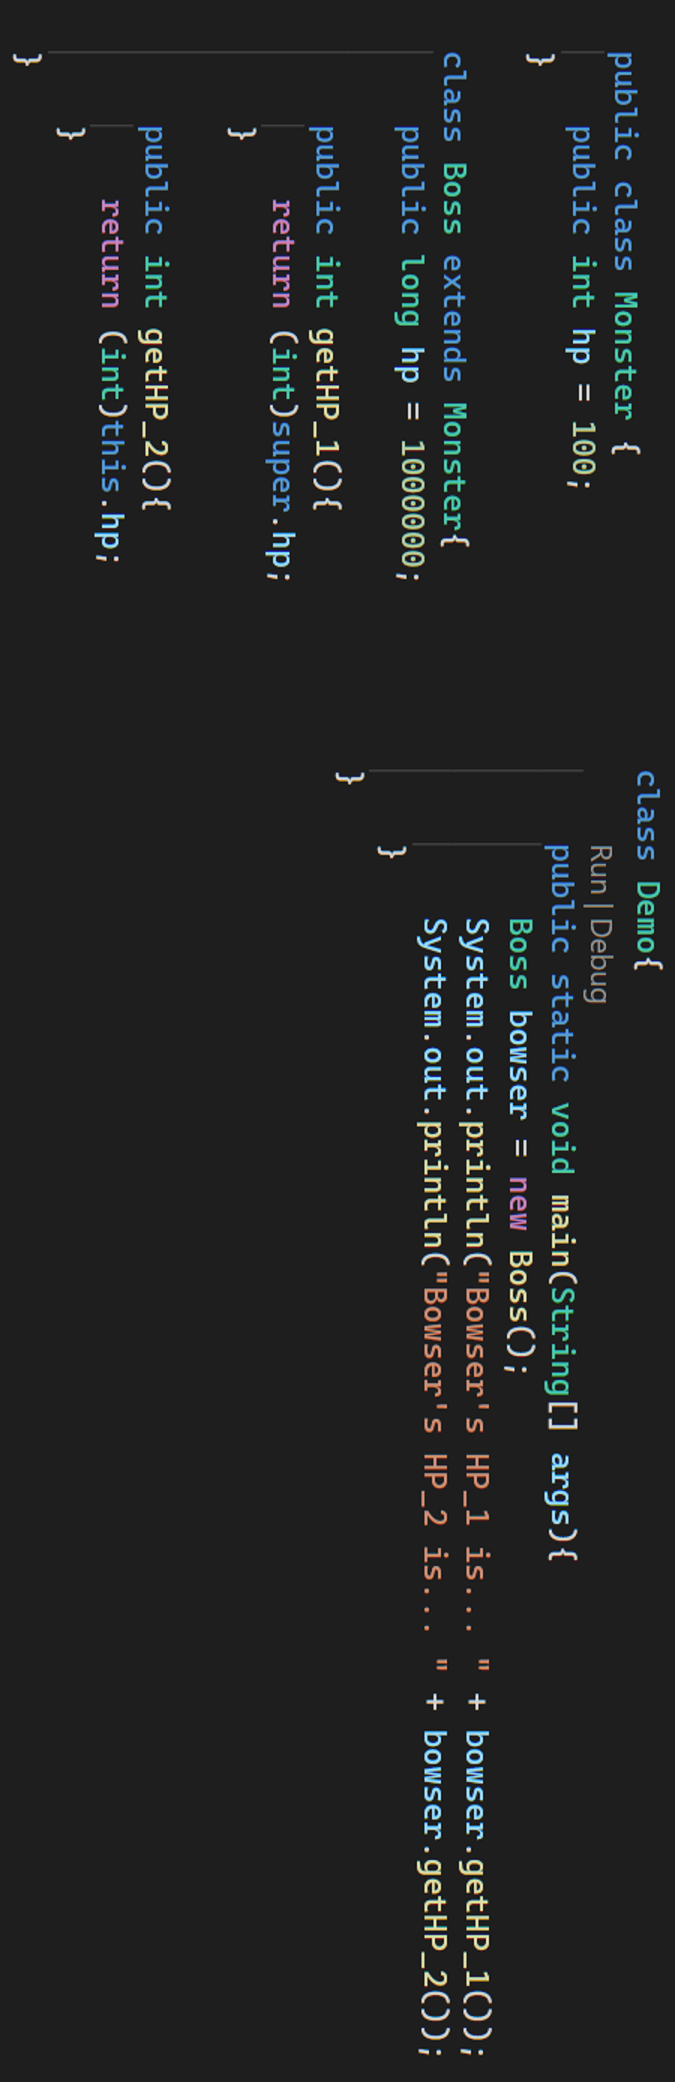 public class Monster {
    public int hp = 100;
}
class Boss extends Monster{
    public long hp = 1000000;
    public int getHP_1(){
        return (int)super.hp;
    }
    public int getHP_2(){
        return (int)this.hp;
    }
}
class Demo{
    Run | Debug
    public static void main(String[] args){
        Boss bowser = new Boss();
        System.out.println("Bowser's HP_1 is... " + bowser.getHP_1());
        System.out.println("Bowser's HP_2 is... " + bowser.getHP_2());
    }
}